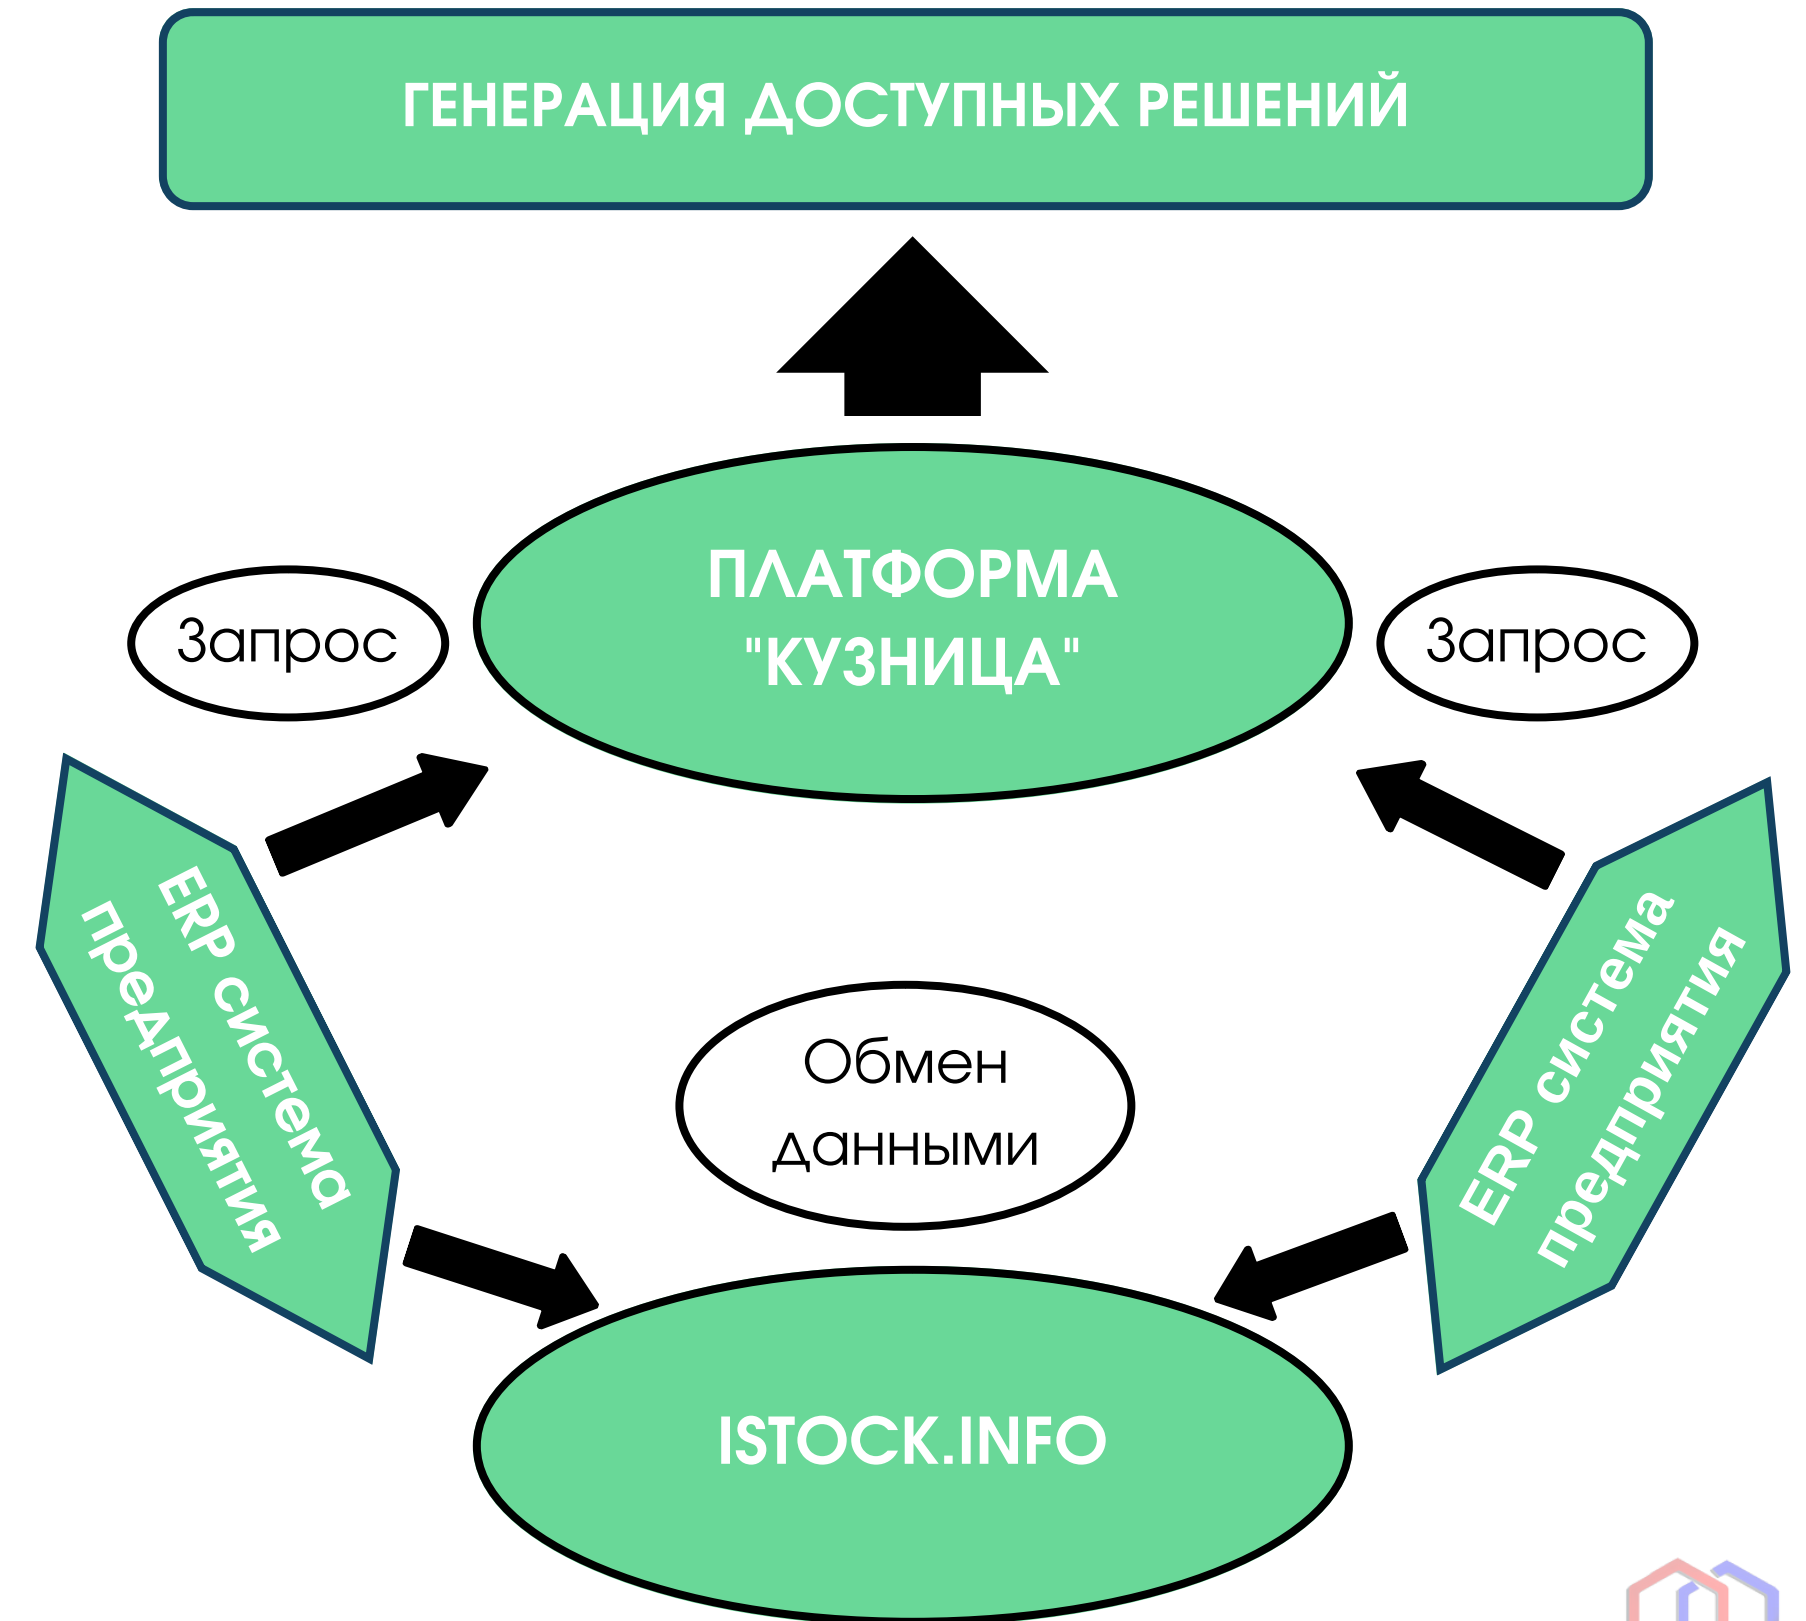 ГЕНЕРАЦИЯ ДОСТУПНЫХ РЕШЕНИЙ
ПЛАТФОРМА
"КУЗНИЦА"
Запрос
Запрос
ERP система
предприятия
ERP система
предприятия
Обмен
данными
ISTOCK.INFO